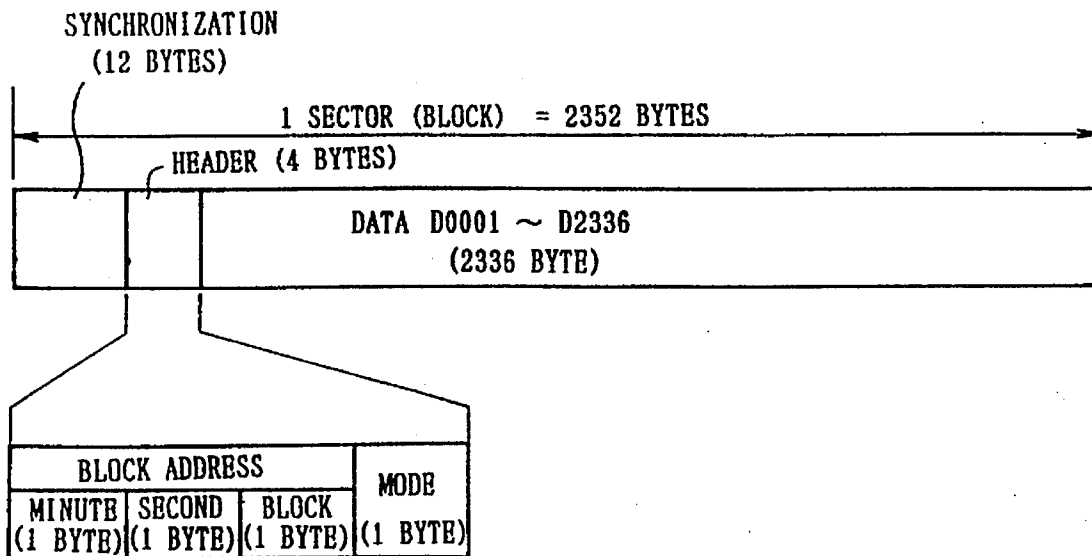 SYNCHRONIZATION
(12 BYTES)
1 SECTOR (BLOCK) = 2352 BYTES
HEADER (4 BYTES)
DATA D0001 ~ D2336
(2336 BYTE)
BLOCK ADDRESS
MODE
(1 BYTE)
MINUTE
(1 BYTE)
SECOND
(1 BYTE)
BLOCK
(1 BYTE)